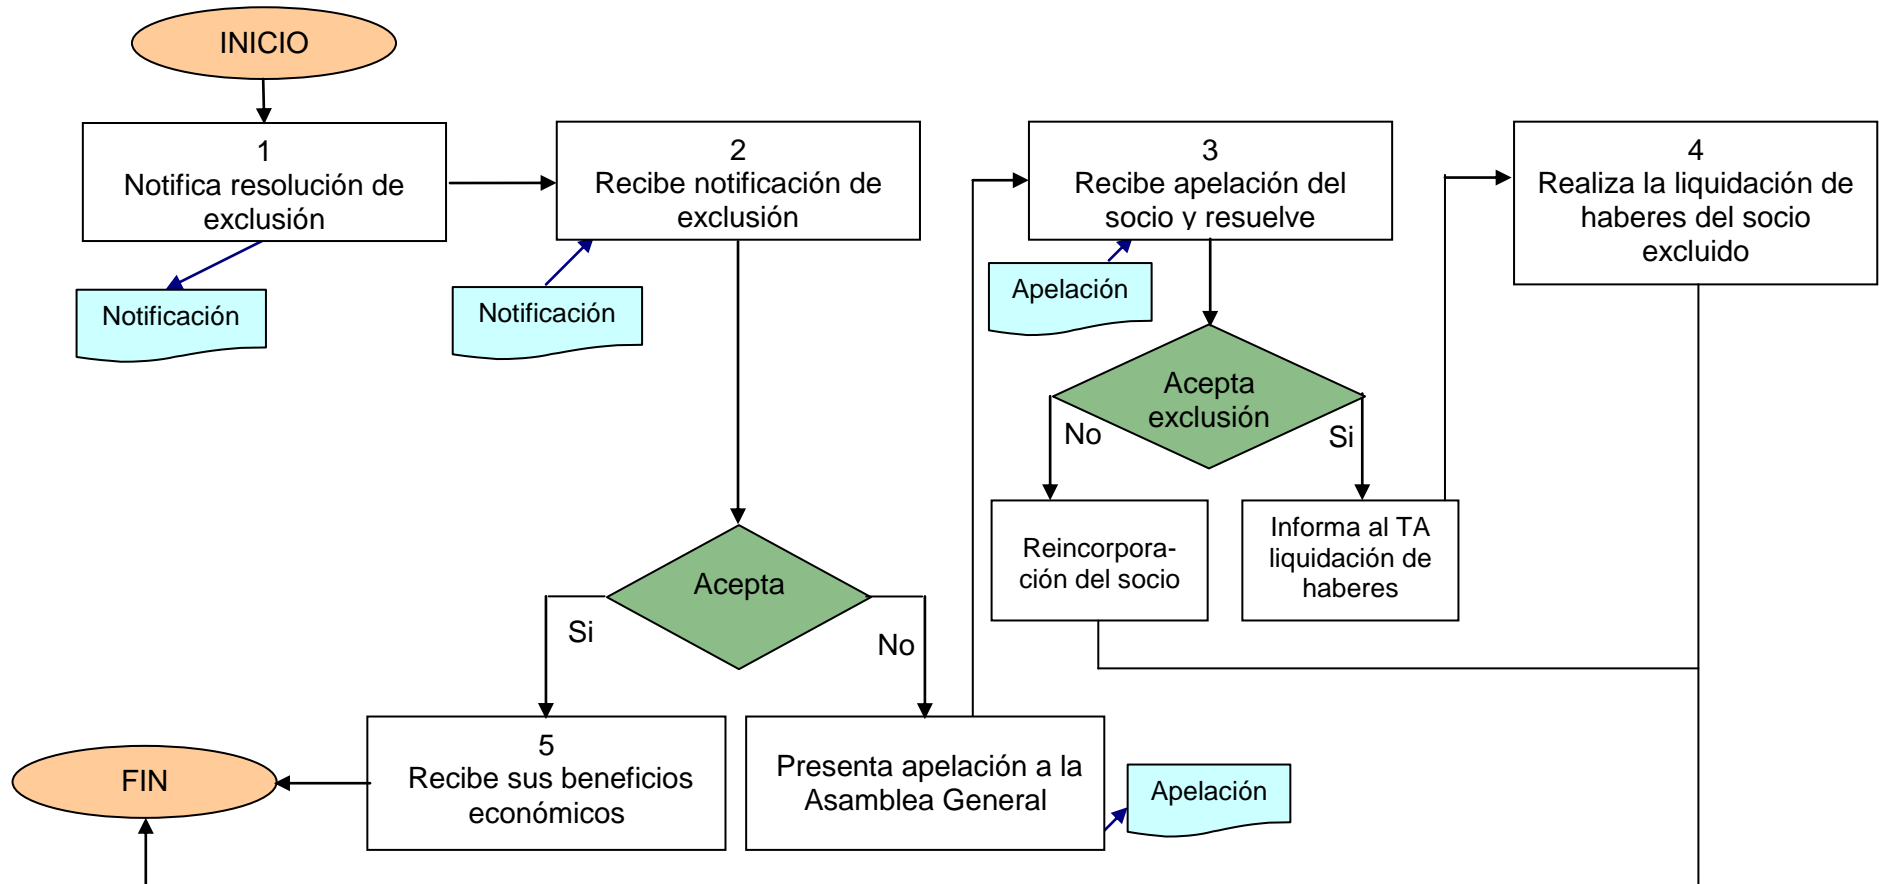 INICIO
1
Notifica resolución de
exclusión
2
Recibe notificación de
exclusión
3
Recibe apelación del
socio y resuelve
4
Realiza la liquidación de
haberes del socio
excluido
Notificación
Notificación
Apelación
Acepta
exclusión
No
Si
Reincorpora-
ción del socio
Informa al TA
liquidación de
haberes
Acepta
Si
No
5
Recibe sus beneficios
económicos
Presenta apelación a la
Asamblea General
Apelación
FIN